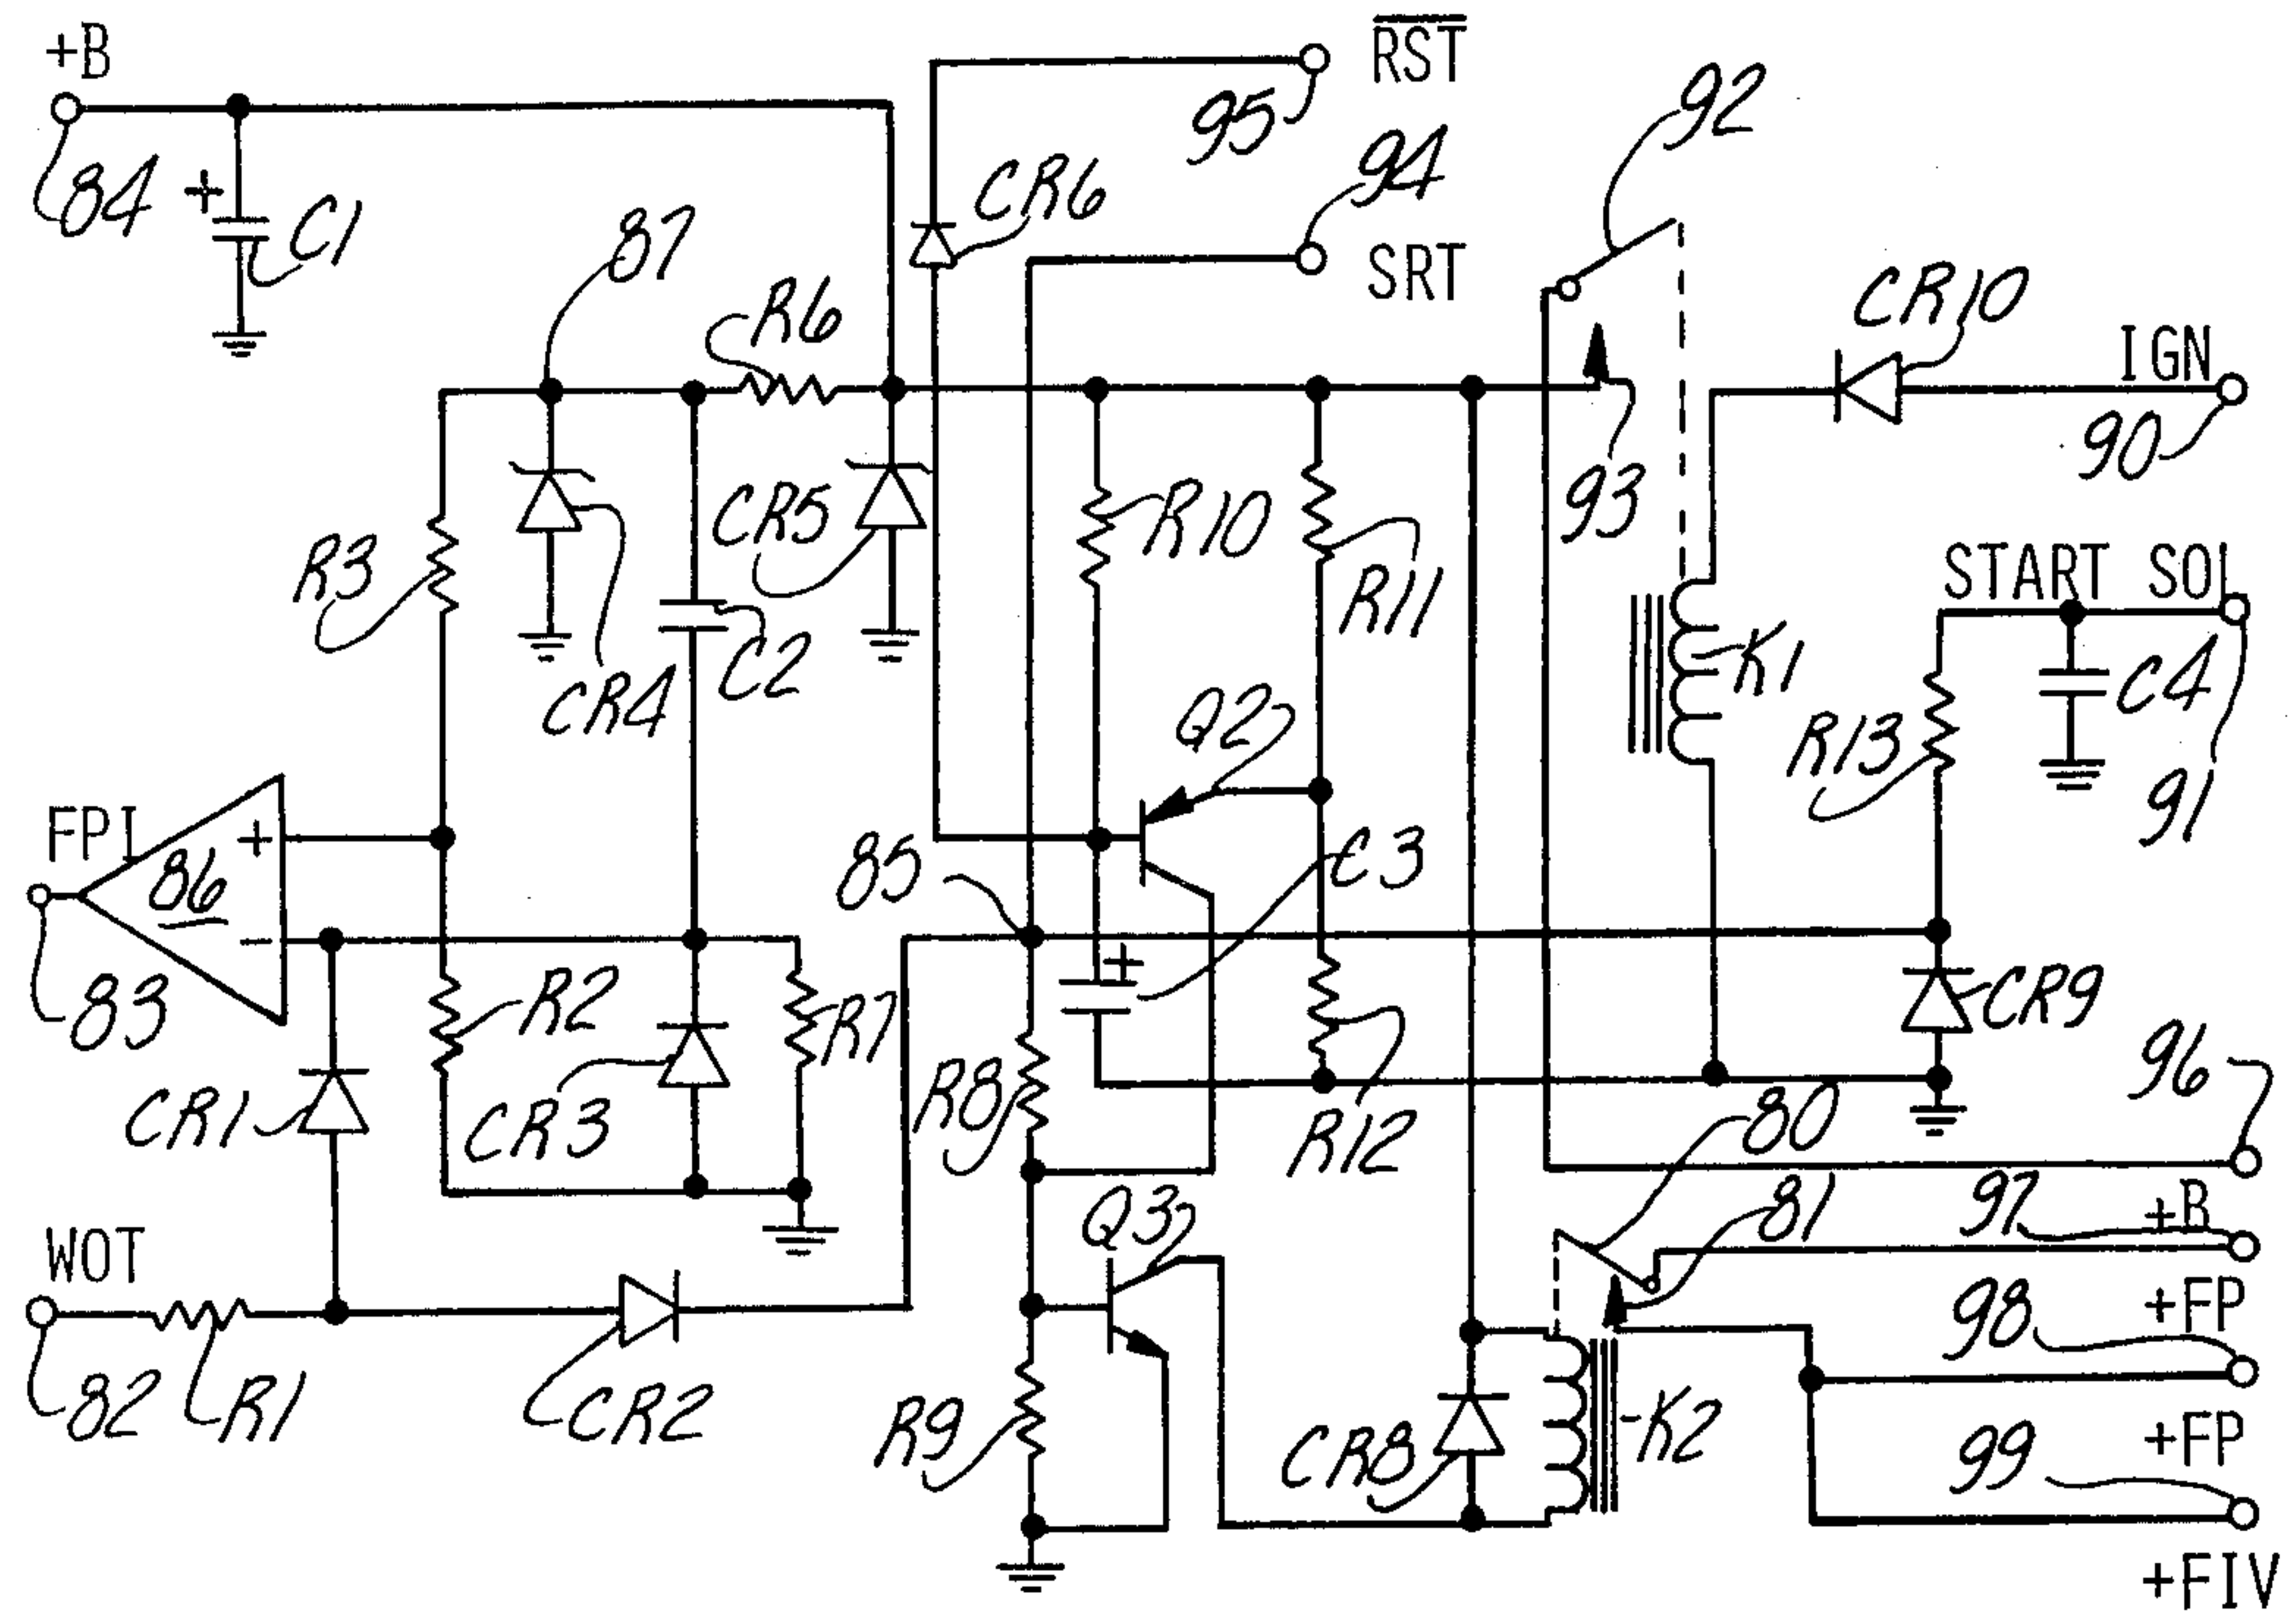 +B
RST
95
92
84
+
C1
87
CR6
94
SRT
R6
CR10
IGN
90
93
R3
CR5
R10
R11
START SOL
CR4
C2
Q2
K1
R13
C4
91
FPI
86
+
−
83
85
C3
+
R2
R7
CR9
96
CR1
CR3
R8
R12
80
81
97
+B
WOT
Q3
98
+FP
82
R1
CR2
R9
CR8
K2
99
+FP
+FIV